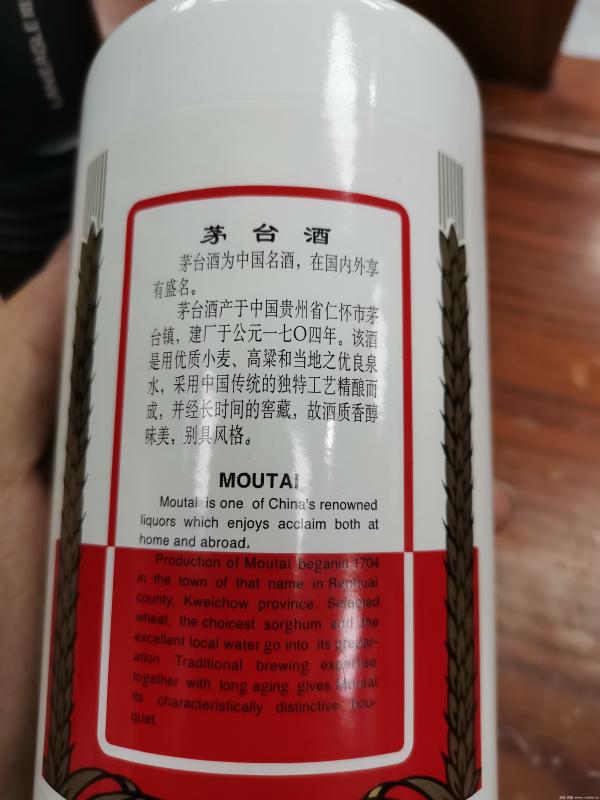 茅台酒
茅台酒为中国名酒，在国内外享
有盛名。
茅台酒产于中国贵州省仁怀市茅
台镇，建厂于公元一七〇四年。该酒
是用优质小麦、高粱和当地之优良泉
水，采用中国传统的独特工艺精酿而
成，并经长时间的窖藏，故酒质香醇
味美，别具风格。
MOUTAI
Moutai is one of China's renowned
liquors which enjoys acclaim both at
home and abroad.
Production of Moutai began in 1704
in the town of that name in Renhuai
county, Kweichow province. Selected
wheat, the choicest sorghum and the
excellent local water go into its prepar-
ation. Traditional brewing expertise
together with long aging gives Moutai
its characteristically distinctive bou-
quet.